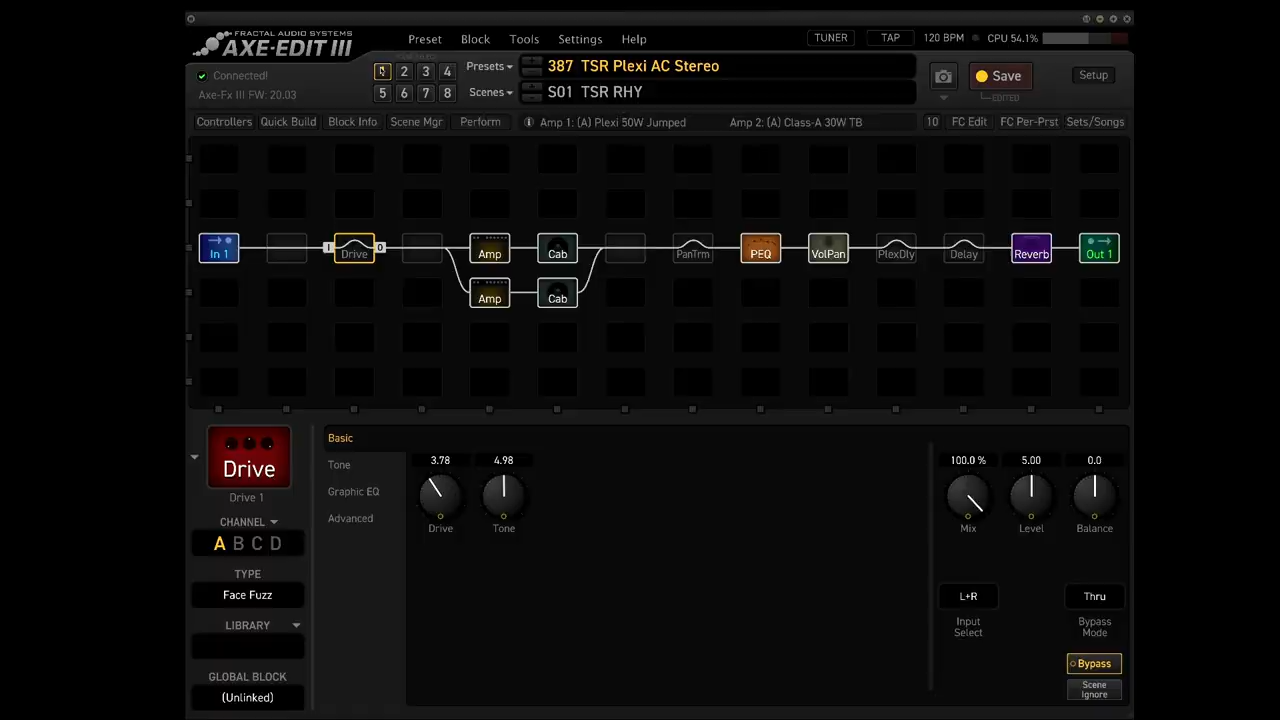 FRACTAL AUDIO SYSTEMS
AXE-EDIT III
Preset Block Tools Settings Help
TUNER TAP 120 BPM CPU 54.1%
Connected!
Axe-Fx III FW: 20.03
1 2 3 4
5 6 7 8
Presets
387 TSR Plexi AC Stereo
Scenes
S01 TSR RHY
Save
EDITED
Setup
Controllers Quick Build Block Info Scene Mgr Perform
Amp 1: (A) Plexi 50W Jumped Amp 2: (A) Class-A 30W TB
10 FC Edit FC Per-Prst Sets/Songs
In 1 I Drive O Amp Cab PanTrm PEQ VolPan PlexDly Delay Reverb Out 1
Amp Cab
Drive
Drive 1
CHANNEL
A B C D
TYPE
Face Fuzz
LIBRARY
GLOBAL BLOCK
(Unlinked)
Basic
Tone
Graphic EQ
Advanced
3.78 4.98
Drive Tone
100.0 % 5.00 0.0
Mix Level Balance
L+R Thru
Input Select
Bypass Mode
Bypass
Scene Ignore